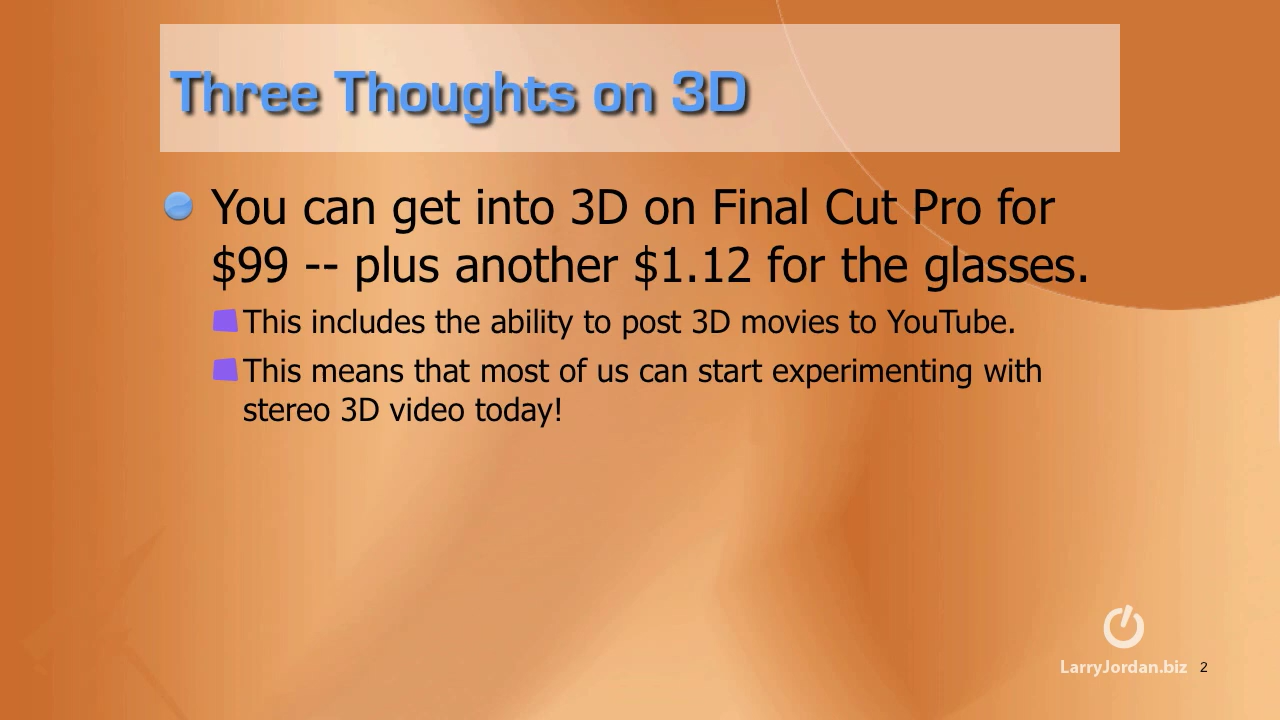 Three Thoughts on 3D
You can get into 3D on Final Cut Pro for
$99 -- plus another $1.12 for the glasses.
This includes the ability to post 3D movies to YouTube.
This means that most of us can start experimenting with
stereo 3D video today!
LarryJordan.biz 2